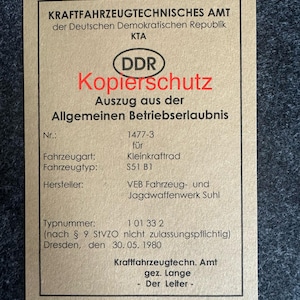 KRAFTFAHRZEUGTECHNISCHES AMT
der Deutschen Demokratischen Republik
KTA
DDR
Kopierschutz
Auszug aus der
Allgemeinen Betriebserlaubnis
Nr.: 1477-3
für
Fahrzeugart: Kleinkraftrad
Fahrzeugtyp: S51 B1
Hersteller: VEB Fahrzeug- und
Jagdwaffenwerk Suhl
Typnummer: 1 01 33 2
(nach § 9 StVZO nicht zulassungspflichtig)
Dresden, den 30. 05. 1980
Kraftfahrzeugtechn. Amt
gez. Lange
- Der Leiter -